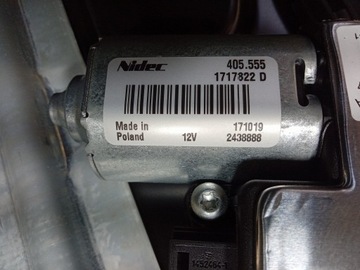 Nidec
405.555
1717822 D
Made in
Poland
12V
171019
2438888